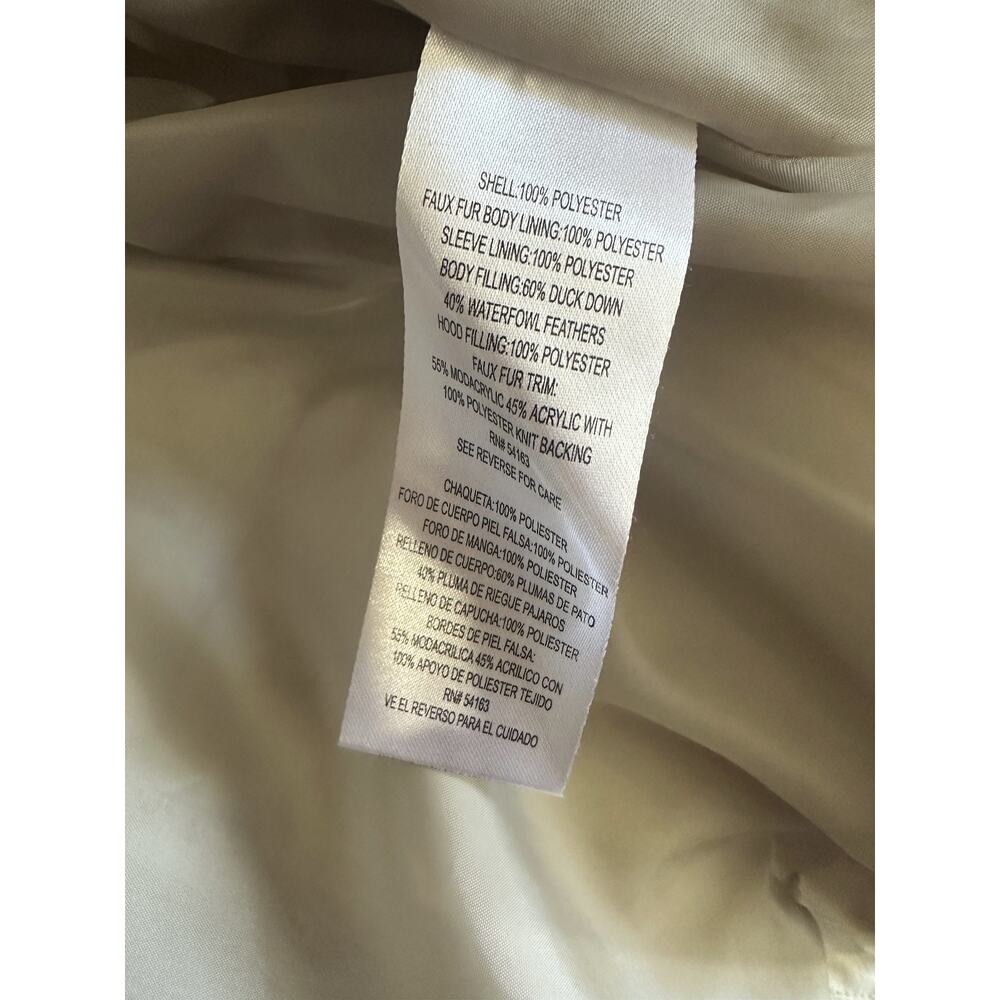 SHELL:100% POLYESTER
FAUX FUR BODY LINING:100% POLYESTER
SLEEVE LINING:100% POLYESTER
BODY FILLING:60% DUCK DOWN
40% WATERFOWL FEATHERS
HOOD FILLING:100% POLYESTER
FAUX FUR TRIM:
55% MODACRYLIC 45% ACRYLIC WITH
100% POLYESTER KNIT BACKING
RN# 54163
SEE REVERSE FOR CARE
CHAQUETA:100% POLIESTER
FORO DE CUERPO PIEL FALSA:100% POLIESTER
FORO DE MANGA:100% POLIESTER
RELLENO DE CUERPO:60% PLUMAS DE PATO
40% PLUMA DE RIEGUE PAJAROS
RELLENO DE CAPUCHA:100% POLIESTER
BORDES DE PIEL FALSA:
55% MODACRILICA 45% ACRILICO CON
100% APOYO DE POLIESTER TEJIDO
RN# 54163
VE EL REVERSO PARA EL CUIDADO